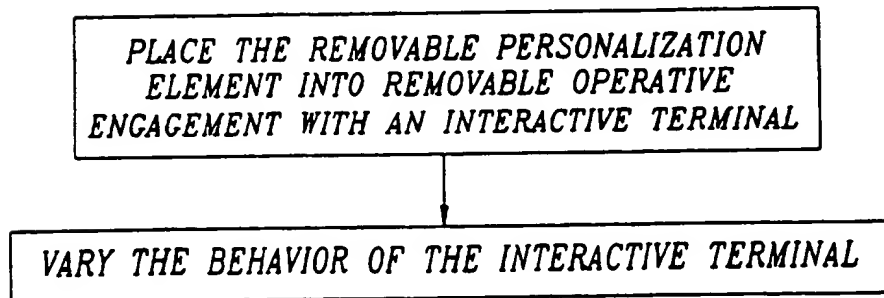 PLACE THE REMOVABLE PERSONALIZATION
ELEMENT INTO REMOVABLE OPERATIVE
ENGAGEMENT WITH AN INTERACTIVE TERMINAL
VARY THE BEHAVIOR OF THE INTERACTIVE TERMINAL